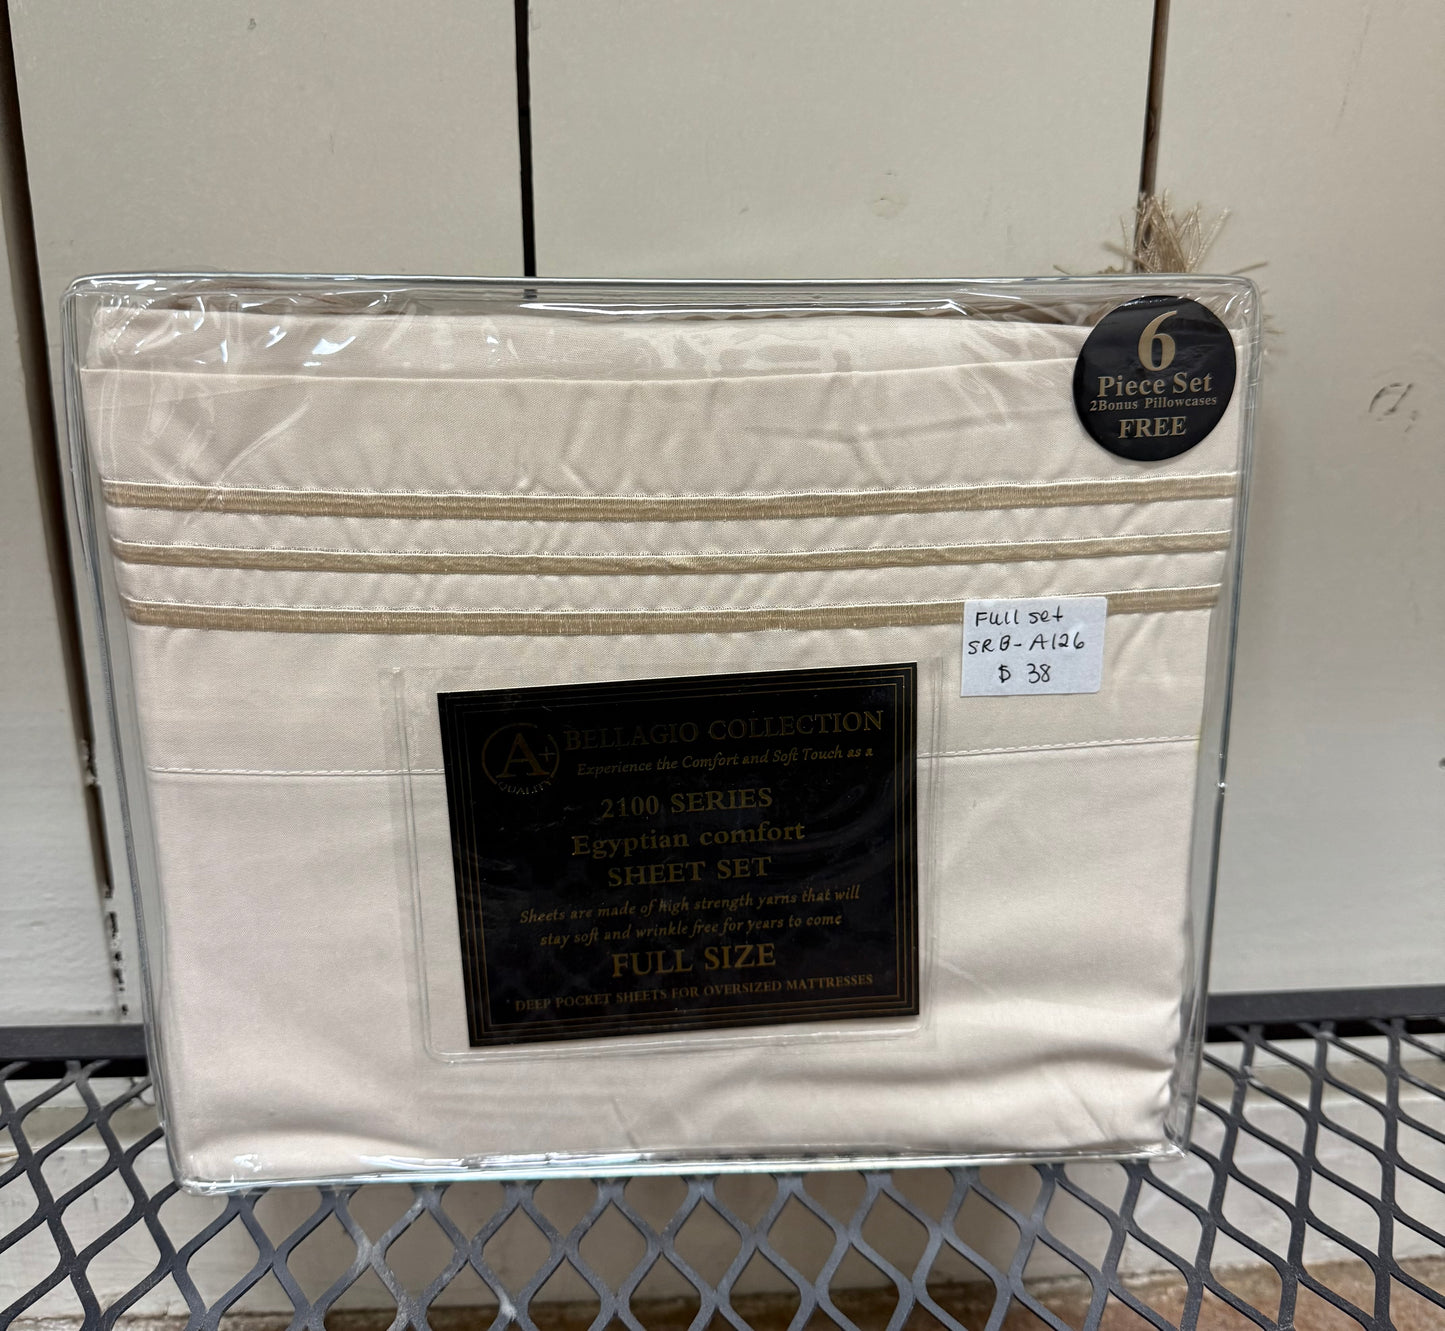 6
Piece Set
2Bonus Pillowcases
FREE
Full set
SRB-A126
$ 38
A+
QUALITY
BELLAGIO COLLECTION
Experience the Comfort and Soft Touch as a
2100 SERIES
Egyptian comfort
SHEET SET
Sheets are made of high strength yarns that will
stay soft and wrinkle free for years to come
FULL SIZE
DEEP POCKET SHEETS FOR OVERSIZED MATTRESSES